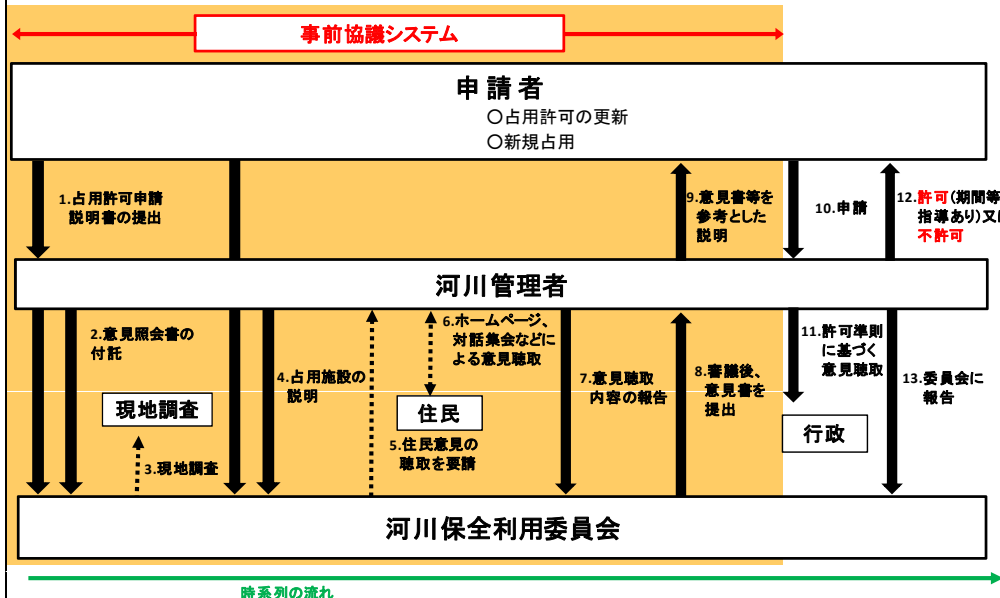 事前協議システム
申請者
○占用許可の更新
○新規占用
1.占用許可申請
説明書の提出
9.意見書等を
参考とした
説明
10.申請
12.許可(期間等
指導あり)又は
不許可
河川管理者
2.意見照会書の
付託
4.占用施設の
説明
6.ホームページ、
対話集会などに
よる意見聴取
7.意見聴取
内容の報告
8.審議後、
意見書を
提出
11.許可準則
に基づく
意見聴取
13.委員会に
報告
現地調査
3.現地調査
住民
5.住民意見の
聴取を要請
行政
河川保全利用委員会
時系列の流れ